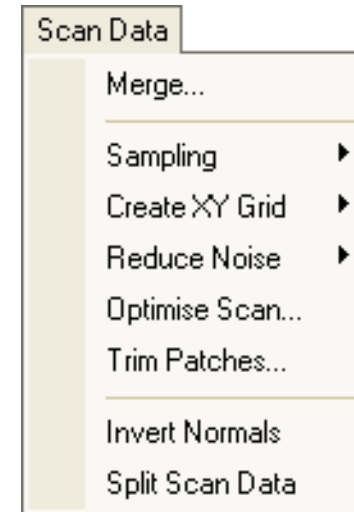 Scan Data
Merge...
Sampling
Create XY Grid
Reduce Noise
Optimise Scan...
Trim Patches...
Invert Normals
Split Scan Data